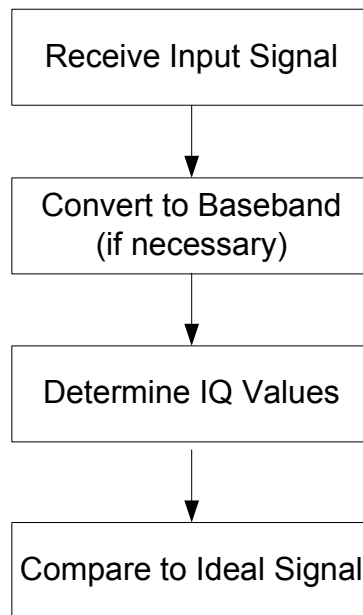 Receive Input Signal
Convert to Baseband
(if necessary)
Determine IQ Values
Compare to Ideal Signal